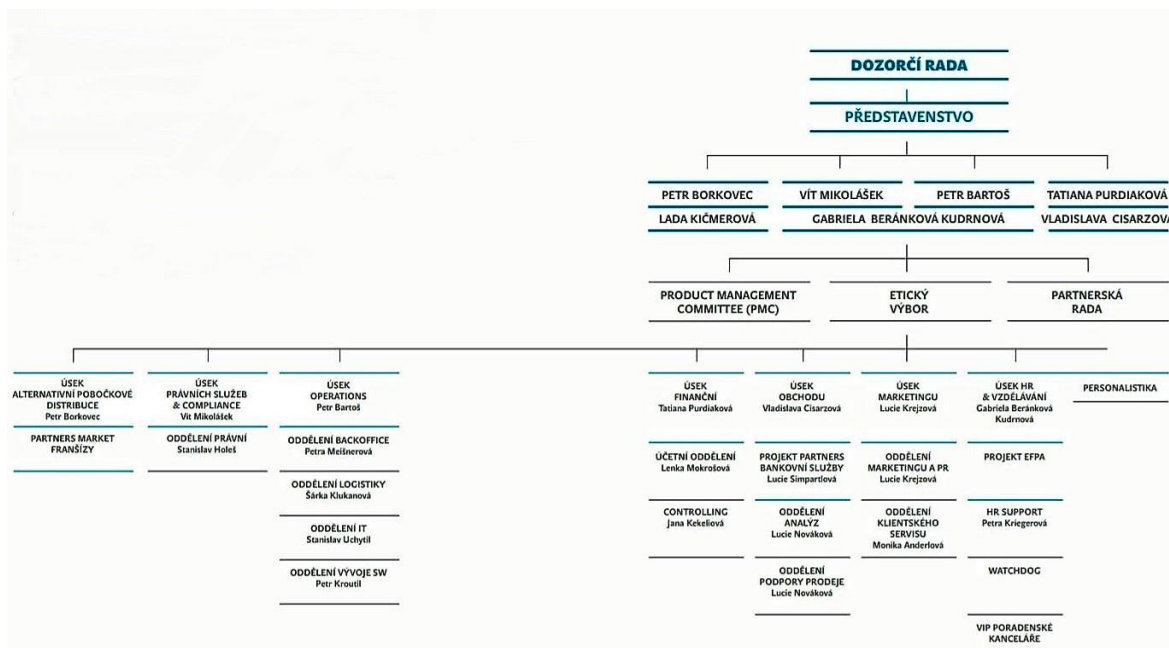 DOZORČÍ RADA
PŘEDSTAVENSTVO
PETR BORKOVEC
VÍT MIKOLÁŠEK
PETR BARTOŠ
TATIANA PURDIAKOVÁ
LADA KIČMEROVÁ
GABRIELA BERÁNKOVÁ KUDRNOVÁ
VLADISLAVA CISARZOVÁ
PRODUCT MANAGEMENT
COMMITTEE (PMC)
ETICKÝ
VÝBOR
PARTNERSKÁ
RADA
ÚSEK
ALTERNATIVNÍ POBOČKOVÉ
DISTRIBUCE
Petr Borkovec
PARTNERS MARKET
FRANŠÍZY
ÚSEK
PRÁVNÍCH SLUŽEB
& COMPLIANCE
Vít Mikolášek
ODDĚLENÍ PRÁVNÍ
Stanislav Holeš
ÚSEK
OPERATIONS
Petr Bartoš
ODDĚLENÍ BACKOFFICE
Petra Meišnerová
ODDĚLENÍ LOGISTIKY
Šárka Klukanová
ODDĚLENÍ IT
Stanislav Uchytil
ODDĚLENÍ VÝVOJE SW
Petr Kroutil
ÚSEK
FINANČNÍ
Tatiana Purdiaková
ÚČETNÍ ODDĚLENÍ
Lenka Mokrošová
CONTROLLING
Jana Kekeliová
ÚSEK
OBCHODU
Vladislava Cisarzová
PROJEKT PARTNERS
BANKOVNÍ SLUŽBY
Lucie Simpartlová
ODDĚLENÍ
ANALÝZ
Lucie Nováková
ODDĚLENÍ
PODPORY PRODEJE
Lucie Nováková
ÚSEK
MARKETINGU
Lucie Krejzová
ODDĚLENÍ
MARKETINGU A PR
Lucie Krejzová
ODDĚLENÍ
KLIENTSKÉHO
SERVISU
Monika Anderlová
ÚSEK HR
& VZDĚLÁVÁNÍ
Gabriela Beránková
Kudrnová
PROJEKT EFPA
HR SUPPORT
Petra Kriegerová
WATCHDOG
VIP PORADENSKÉ
KANCELÁŘE
PERSONALISTIKA